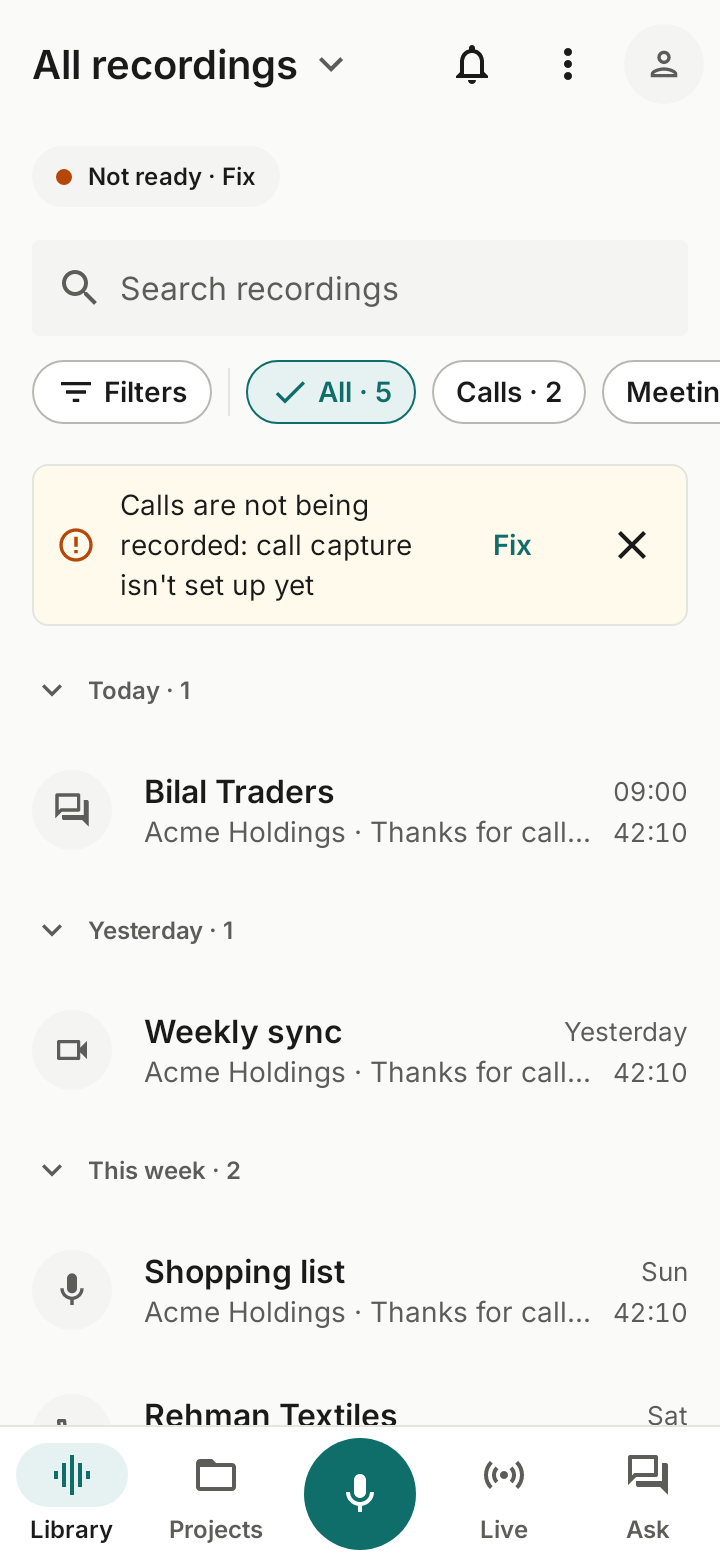 All recordings
Not ready · Fix
Search recordings
Filters
All · 5
Calls · 2
Meetin
Calls are not being
recorded: call capture
isn't set up yet
Fix
Today · 1
Bilal Traders
09:00
Acme Holdings · Thanks for call...
42:10
Yesterday · 1
Weekly sync
Yesterday
Acme Holdings · Thanks for call...
42:10
This week · 2
Shopping list
Sun
Acme Holdings · Thanks for call...
42:10
Rehman Textiles
Sat
Library
Projects
Live
Ask